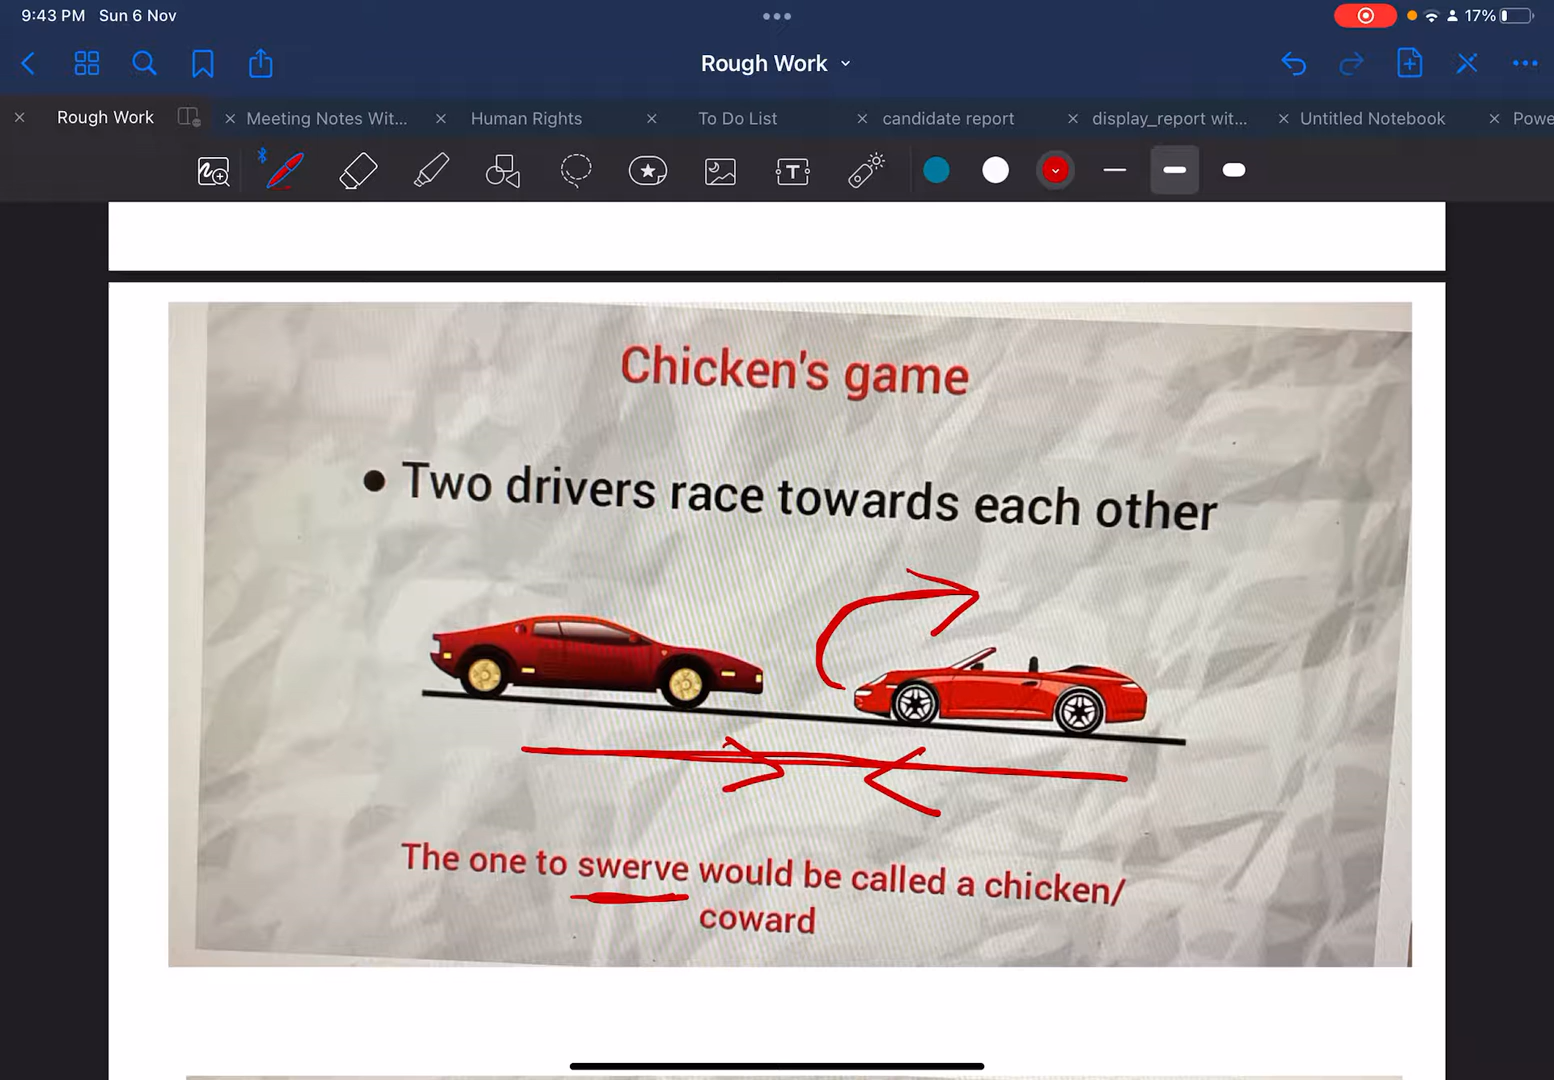 9:43 PM Sun 6 Nov
17%
Rough Work
Rough Work
Meeting Notes Wit...
Human Rights
To Do List
candidate report
display_report wit...
Untitled Notebook
Powe
T
Chicken's game
• Two drivers race towards each other
The one to swerve would be called a chicken/
coward